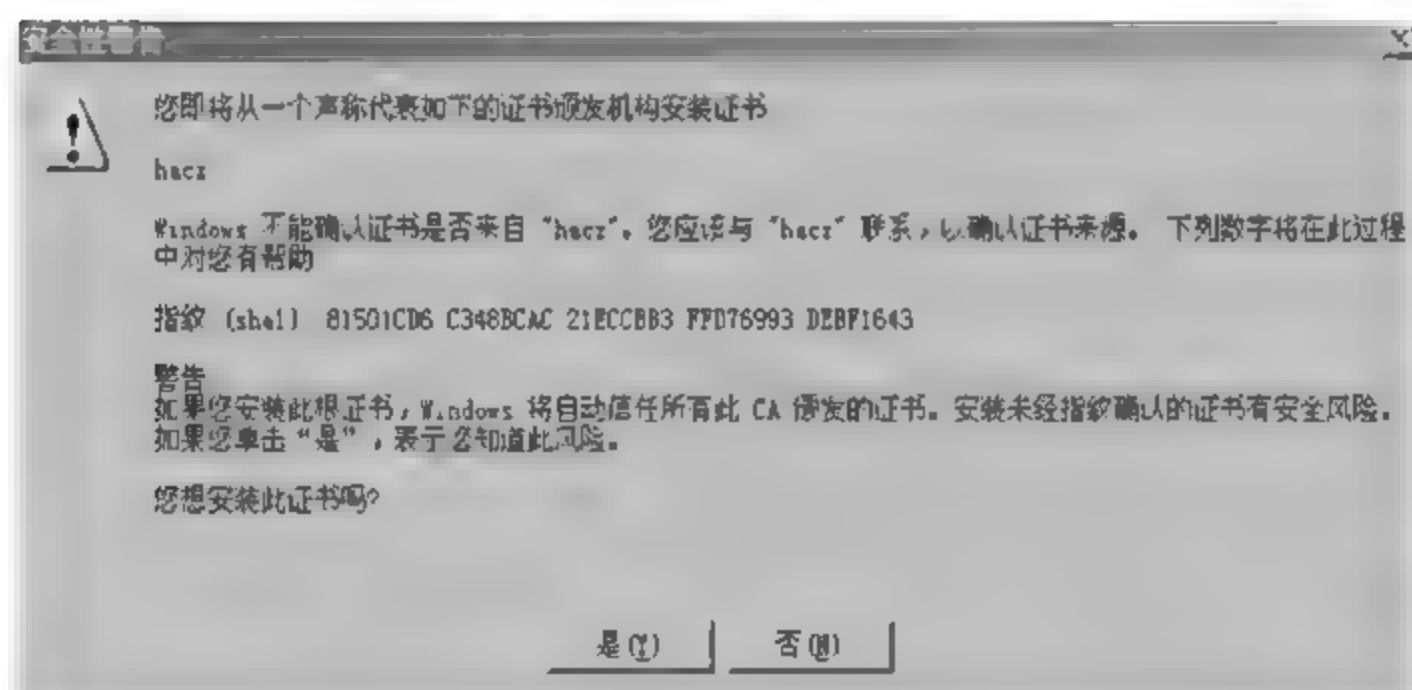 安全性警告
您即将从一个声称代表如下的证书颁发机构安装证书
hacz
Windows 不能确认证书是否来自 "hacz"。您应该与 "hacz" 联系，以确认证书来源。 下列数字将在此过程
中对您有帮助
指纹 (sha1) 81501CD6 C348BCAC 21ECCBB3 FFD76993 DEBF1643
警告
如果您安装此根证书，Windows 将自动信任所有此 CA 颁发的证书。安装未经指纹确认的证书有安全风险。
如果您单击 “是” ，表示您知道此风险。
您想安装此证书吗?
是(Y) 否(N)